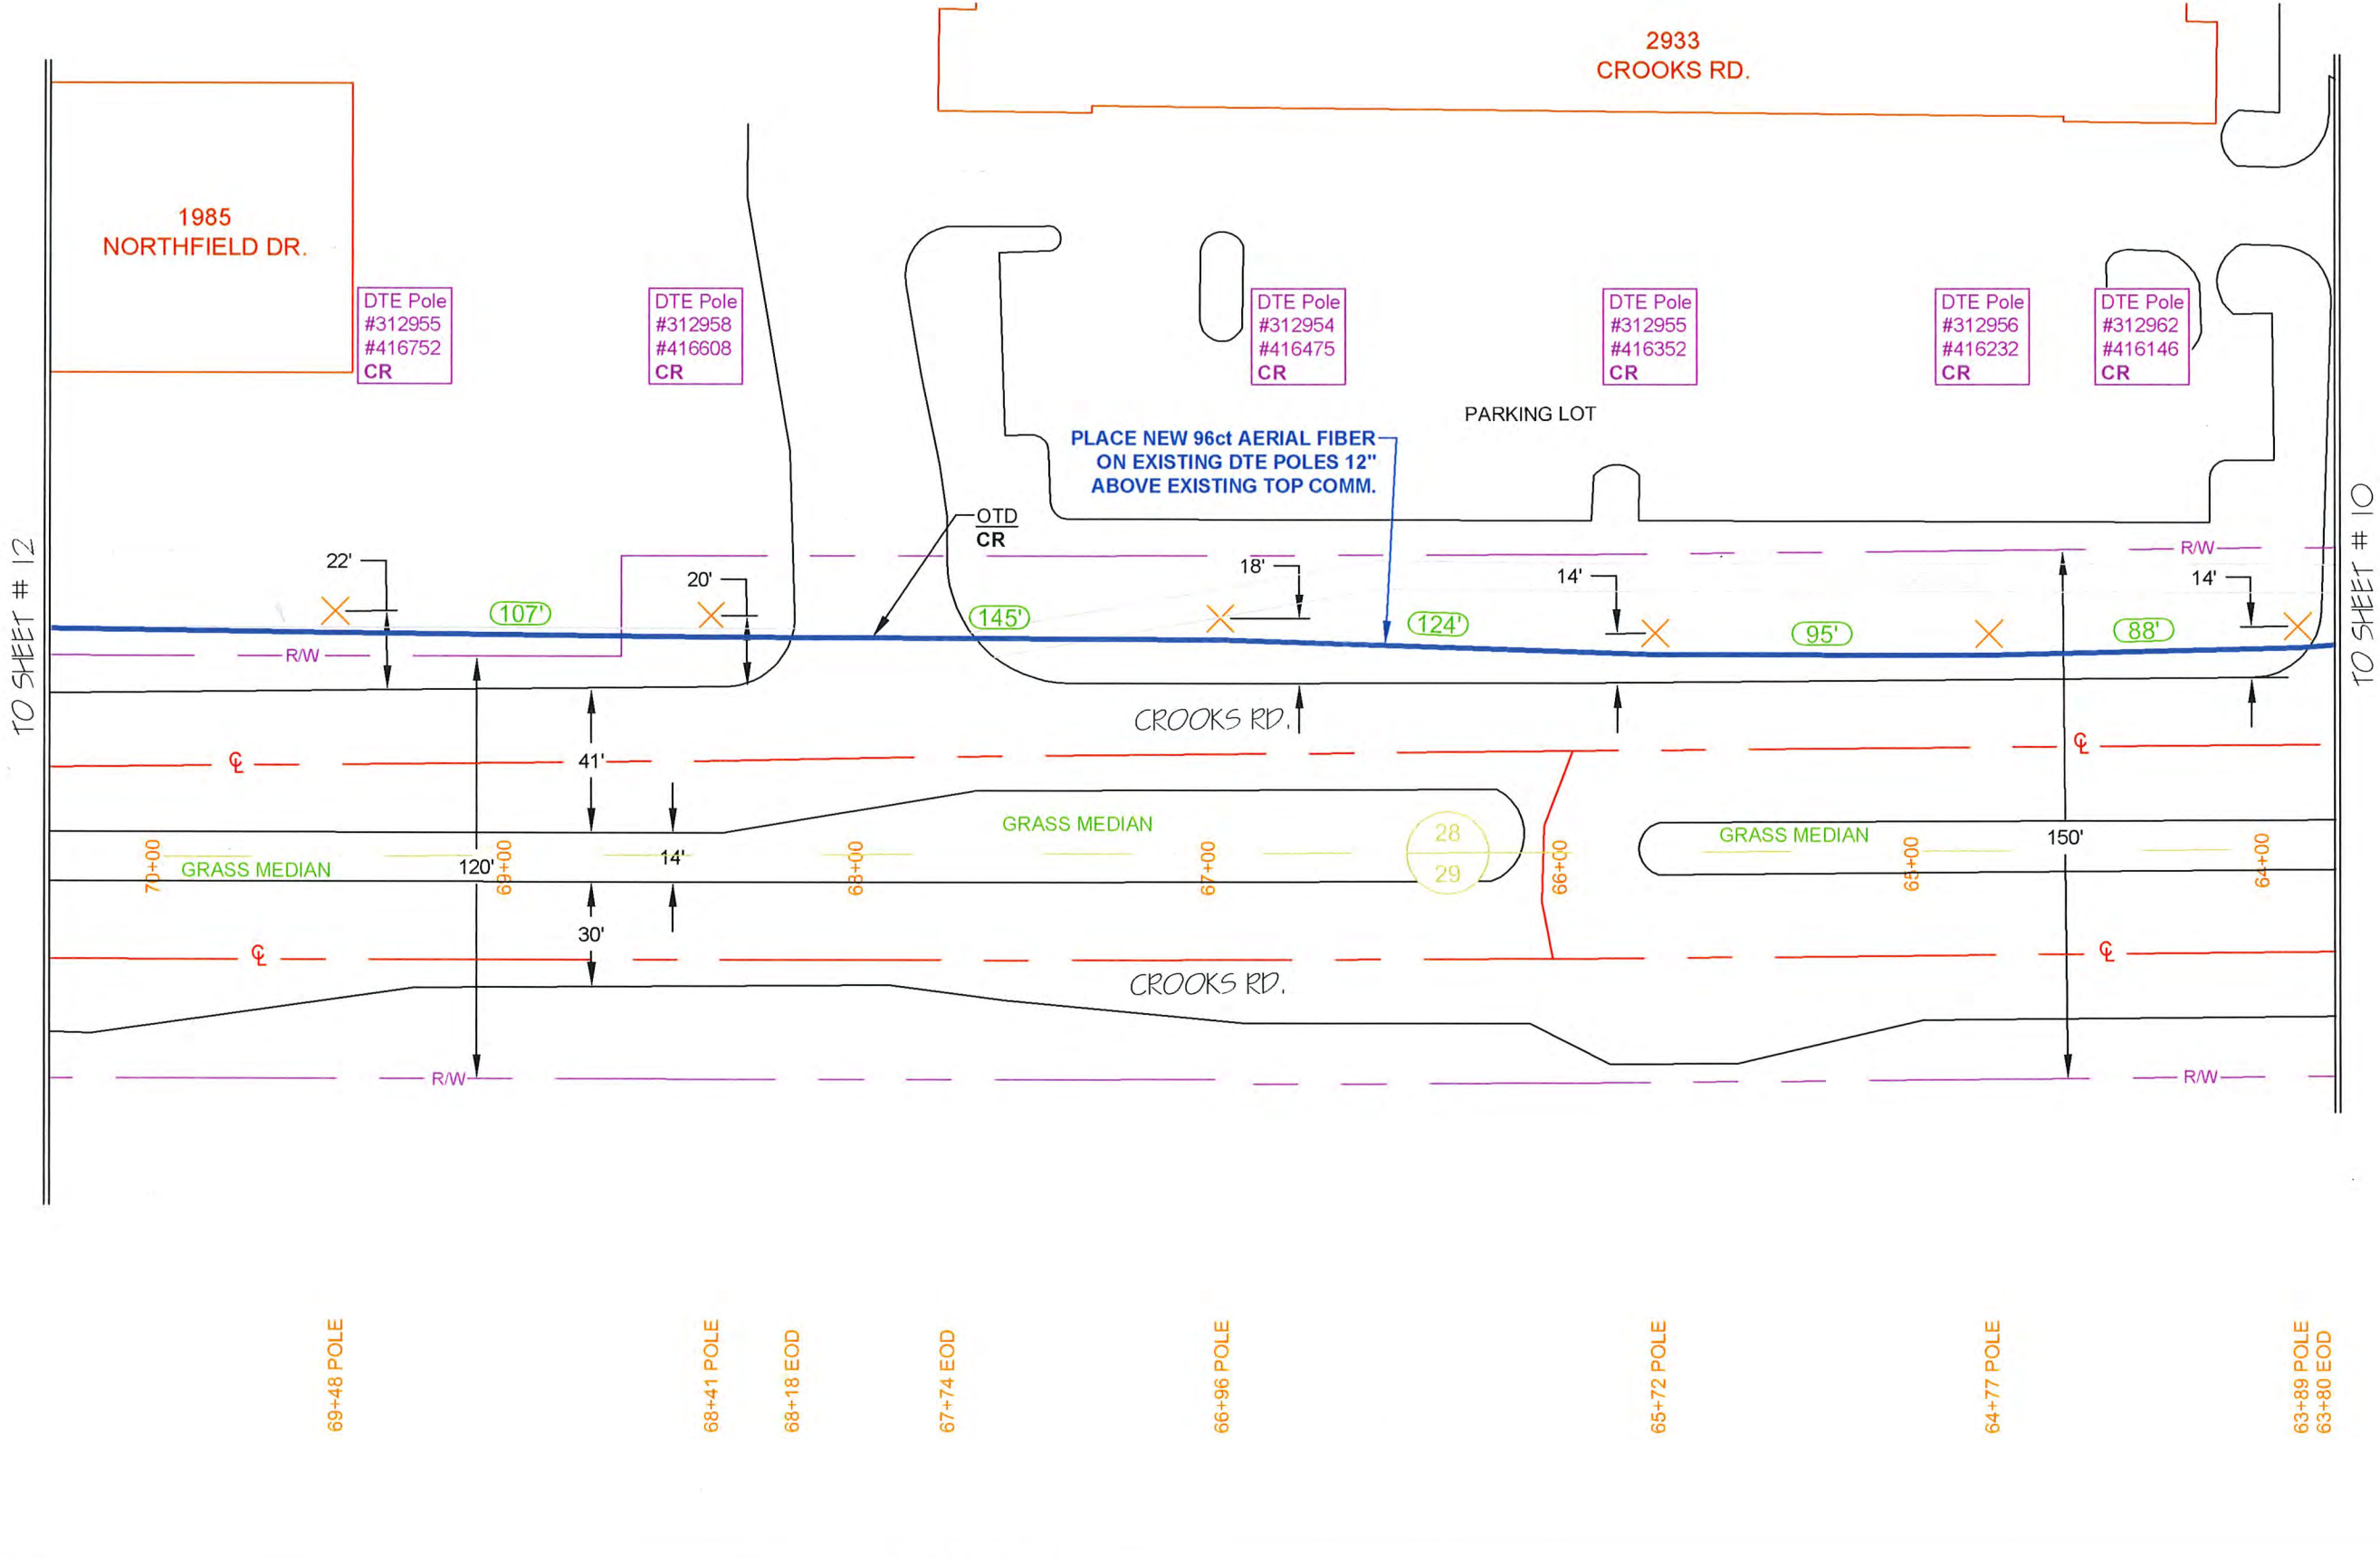 2933
CROOKS RD.
1985
NORTHFIELD DR.
DTE Pole
#312955
#416752
CR
DTE Pole
#312958
#416608
CR
DTE Pole
#312954
#416475
CR
DTE Pole
#312955
#416352
CR
DTE Pole
#312956
#416232
CR
DTE Pole
#312962
#416146
CR
PARKING LOT
PLACE NEW 96ct AERIAL FIBER
ON EXISTING DTE POLES 12"
ABOVE EXISTING TOP COMM.
OTD
CR
TO SHEET # 12
TO SHEET # 10
R/W
22'
20'
18'
14'
14'
107'
145'
124'
95'
88'
R/W
CROOKS RD.
℄
℄
41'
GRASS MEDIAN
28
29
GRASS MEDIAN
150'
14'
120'
GRASS MEDIAN
70+00
69+00
68+00
67+00
66+00
65+00
64+00
30'
℄
℄
CROOKS RD.
R/W
R/W
69+48 POLE
68+41 POLE
68+18 EOD
67+74 EOD
66+96 POLE
65+72 POLE
64+77 POLE
63+89 POLE
63+80 EOD